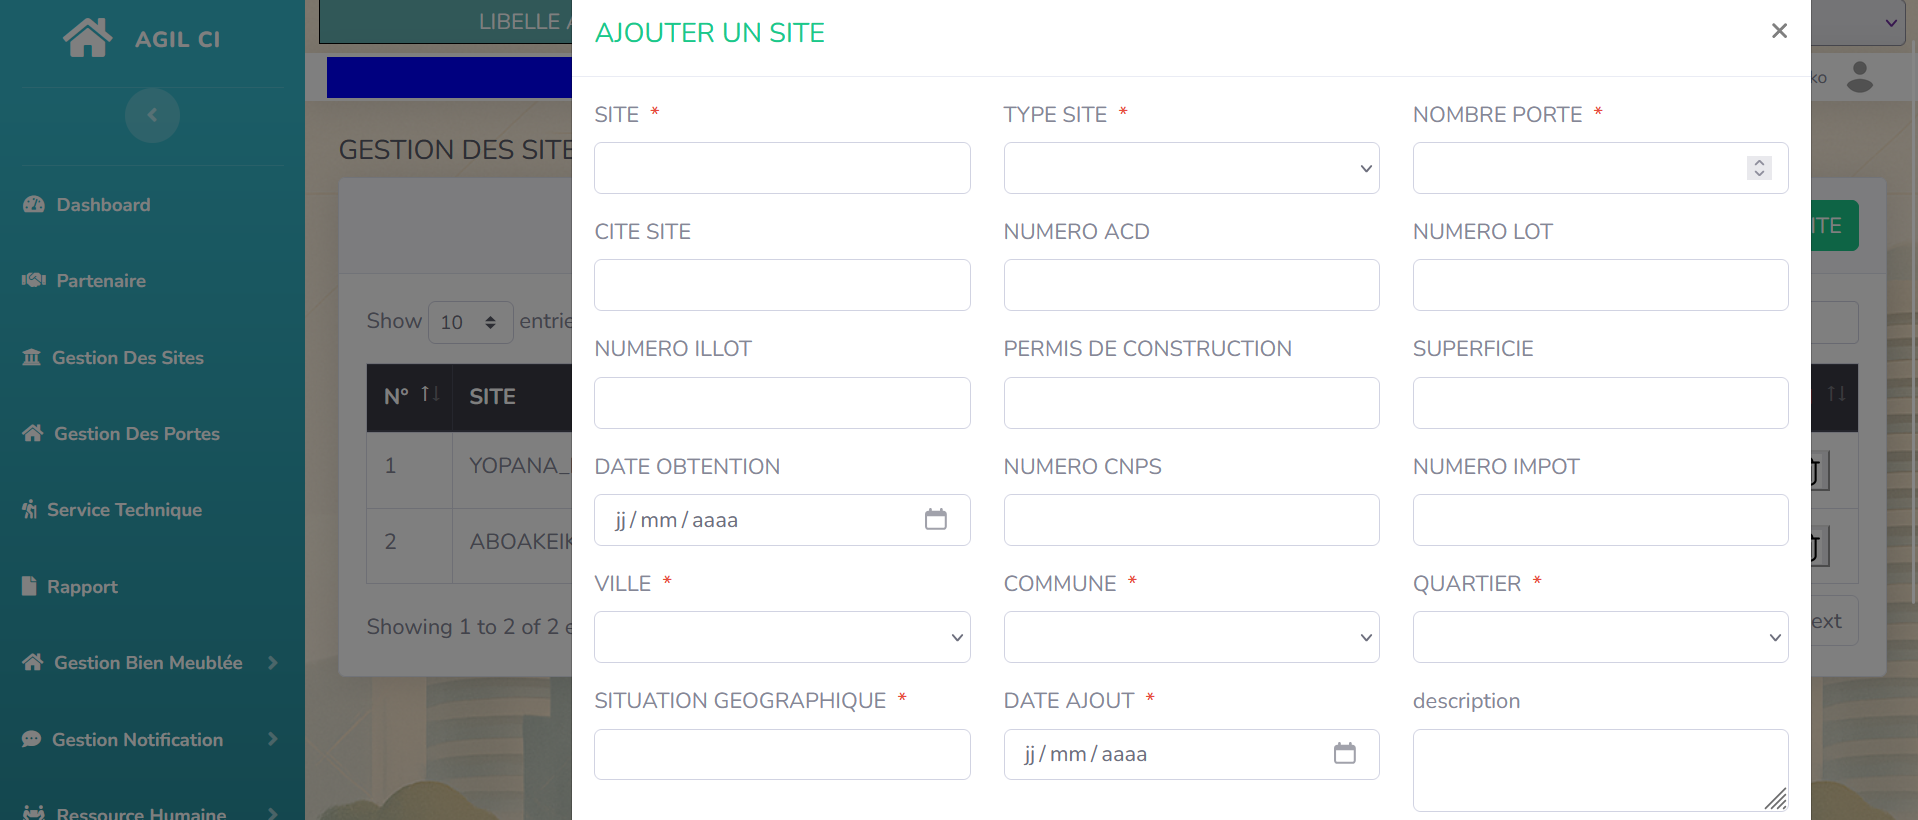 AGIL CI
Dashboard
Partenaire
Gestion Des Sites
Gestion Des Portes
Service Technique
Rapport
Gestion Bien Meublée
Gestion Notification
Ressource Humaine
LIBELLE
GESTION DES SITE
Show 10 entrie
N° SITE
1 YOPANA_
2 ABOAKEIK
Showing 1 to 2 of 2 e
ko
ITE
ext
AJOUTER UN SITE
SITE * TYPE SITE * NOMBRE PORTE *
CITE SITE NUMERO ACD NUMERO LOT
NUMERO ILLOT PERMIS DE CONSTRUCTION SUPERFICIE
DATE OBTENTION NUMERO CNPS NUMERO IMPOT
jj/mm/aaaa
VILLE * COMMUNE * QUARTIER *
SITUATION GEOGRAPHIQUE * DATE AJOUT * description
jj/mm/aaaa